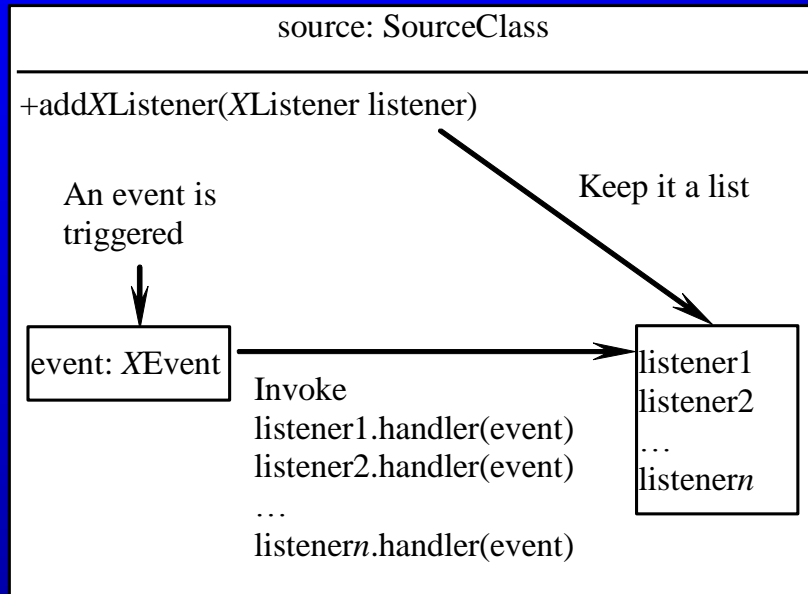 source: SourceClass
+addXListener(XListener listener)
An event is
triggered
Keep it a list
event: XEvent
Invoke
listener1.handler(event)
listener2.handler(event)
…
listenern.handler(event)
listener1
listener2
…
listenern